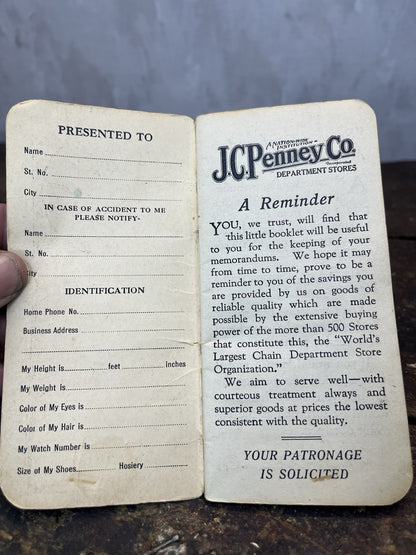 PRESENTED TO
Name
St. No.
City
IN CASE OF ACCIDENT TO ME
PLEASE NOTIFY-
Name
St. No.
City
IDENTIFICATION
Home Phone No.
Business Address
My Height is feet inches
My Weight is
Color of My Eyes is
Color of My Hair is
My Watch Number is
Size of My Shoes Hosiery
A NATION-WIDE
INSTITUTION-
J.C.Penney Co.
Incorporated
DEPARTMENT STORES
A Reminder
YOU, we trust, will find that
this little booklet will be useful
to you for the keeping of your
memorandums. We hope it may
from time to time, prove to be a
reminder to you of the savings you
are provided by us on goods of
reliable quality which are made
possible by the extensive buying
power of the more than 500 Stores
that constitute this, the "World's
Largest Chain Department Store
Organization."
We aim to serve well—with
courteous treatment always and
superior goods at prices the lowest
consistent with the quality.
YOUR PATRONAGE
IS SOLICITED